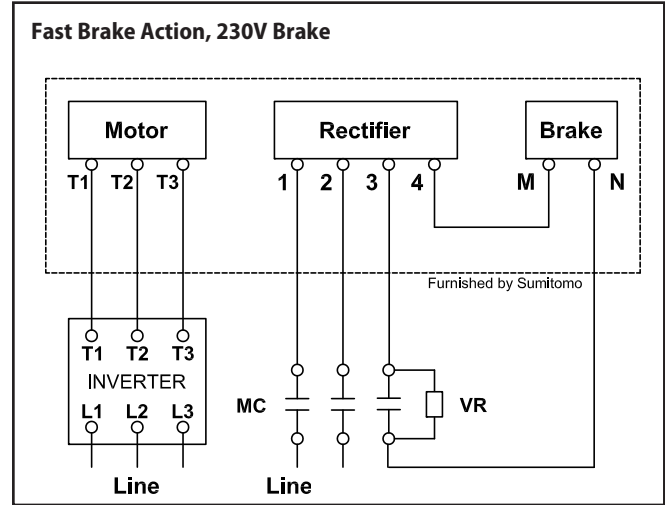 Fast Brake Action, 230V Brake
Motor Rectifier Brake
T1 T2 T3 1 2 3 4 M N
Furnished by Sumitomo
T1 T2 T3
INVERTER
MC VR
L1 L2 L3
Line Line